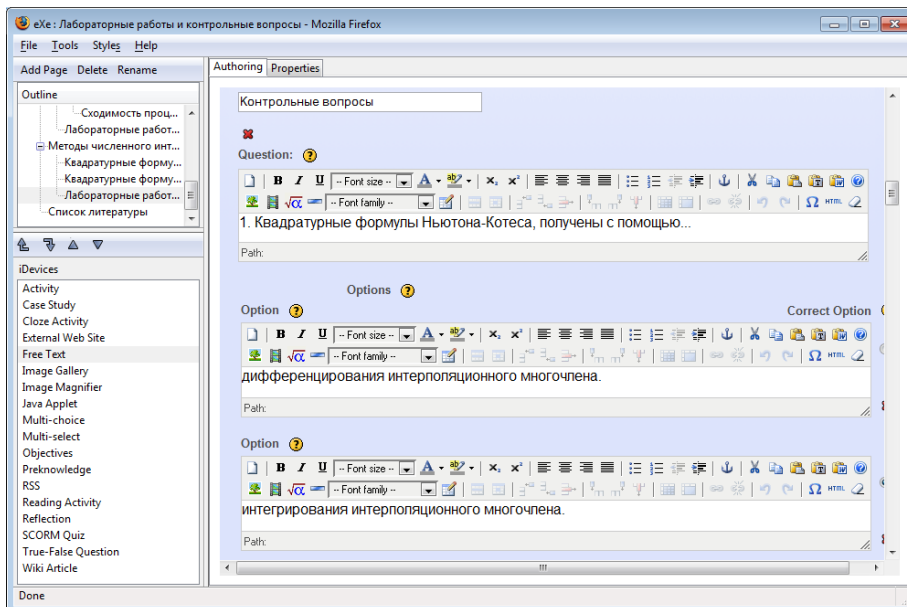 eXe : Лабораторные работы и контрольные вопросы - Mozilla Firefox
File Tools Styles Help
Add Page Delete Rename
Authoring Properties
Outline
Сходимость проц...
Лабораторные работ...
Методы численного инт...
Квадратурные форму...
Квадратурные форму...
Лабораторные работ...
Список литературы
iDevices
Activity
Case Study
Cloze Activity
External Web Site
Free Text
Image Gallery
Image Magnifier
Java Applet
Multi-choice
Multi-select
Objectives
Preknowledge
RSS
Reading Activity
Reflection
SCORM Quiz
True-False Question
Wiki Article
Контрольные вопросы
Question:
B I U -- Font size --
-- Font family -- HTML
1. Квадратурные формулы Ньютона-Котеса, получены с помощью...
Path:
Options
Option Correct Option
B I U -- Font size --
-- Font family -- HTML
дифференцирования интерполяционного многочлена.
Path:
Option
B I U -- Font size --
-- Font family -- HTML
интегрирования интерполяционного многочлена.
Path:
Done